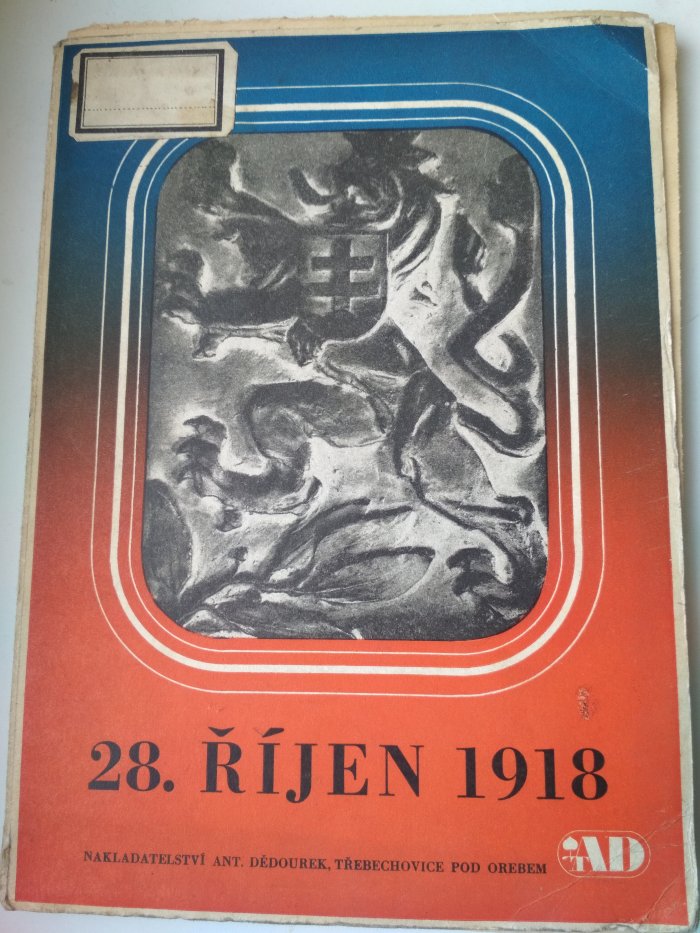 28. ŘÍJEN 1918
NAKLADATELSTVÍ ANT. DĚDOUREK, TŘEBECHOVICE POD OREBEM
AD